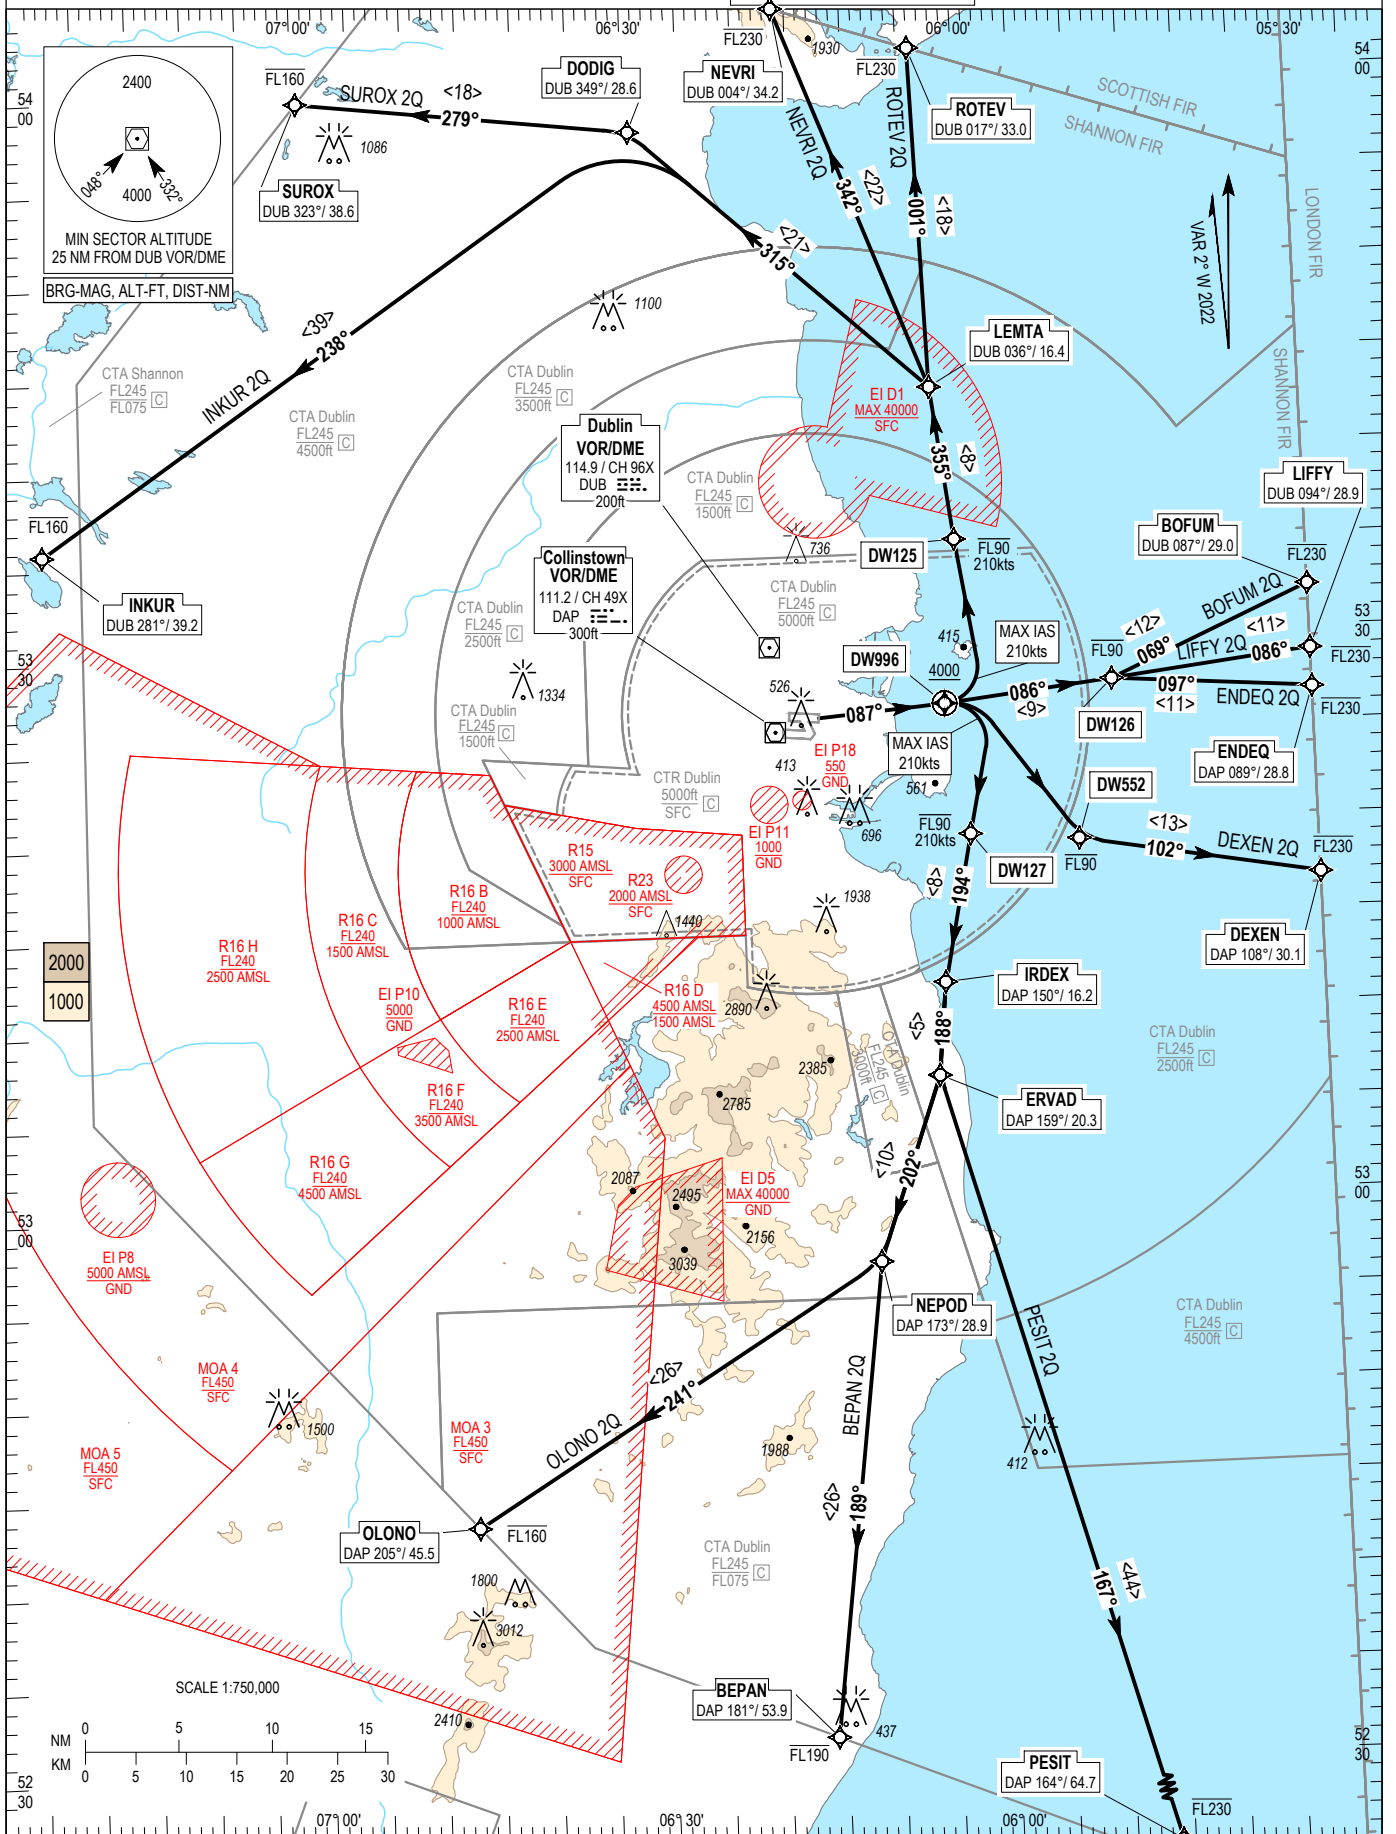 07°00'
06°30'
06°00'
05°30'
54
00
54
00
2400
4000
048°
332°
MIN SECTOR ALTITUDE
25 NM FROM DUB VOR/DME
BRG-MAG, ALT-FT, DIST-NM
FL160
SUROX 2Q
<18>
279°
1086
SUROX
DUB 323°/ 38.6
DODIG
DUB 349°/ 28.6
FL230
NEVRI
DUB 004°/ 34.2
1930
FL230
ROTEV
DUB 017°/ 33.0
SCOTTISH FIR
SHANNON FIR
LONDON FIR
SHANNON FIR
VAR 2° W 2022
NEVRI 2Q
342°
<22>
ROTEV 2Q
001°
<18>
<21>
315°
1100
<39>
238°
INKUR 2Q
LEMTA
DUB 036°/ 16.4
CTA Shannon
FL245
FL075
C
CTA Dublin
FL245
4500ft
C
CTA Dublin
FL245
3500ft
C
EI D1
MAX 40000
SFC
355°
<8>
Dublin
VOR/DME
114.9 / CH 96X
DUB
200ft
CTA Dublin
FL245
1500ft
C
LIFFY
DUB 094°/ 28.9
BOFUM
DUB 087°/ 29.0
FL230
FL160
INKUR
DUB 281°/ 39.2
Collinstown
VOR/DME
111.2 / CH 49X
DAP
300ft
736
DW125
FL90
210kts
CTA Dublin
FL245
5000ft
C
CTA Dublin
FL245
2500ft
C
53
30
53
30
1334
415
MAX IAS
210kts
DW996
4000
FL90
<12>
069°
BOFUM 2Q
LIFFY 2Q
<11>
086°
FL230
086°
<9>
097°
<11>
ENDEQ 2Q
FL230
DW126
ENDEQ
DAP 089°/ 28.8
526
087°
CTA Dublin
FL245
1500ft
C
MAX IAS
210kts
EI P18
550
GND
413
CTR Dublin
5000ft
SFC
C
561
DW552
696
EI P11
1000
GND
FL90
210kts
DW127
<13>
102°
DEXEN 2Q
FL230
FL90
R15
3000 AMSL
SFC
R23
2000 AMSL
SFC
R16 B
FL240
1000 AMSL
R16 C
FL240
1500 AMSL
R16 H
FL240
2500 AMSL
<8>
194°
1938
1440
DEXEN
DAP 108°/ 30.1
2000
1000
EI P10
5000
GND
R16 E
FL240
2500 AMSL
R16 D
4500 AMSL
1500 AMSL
2890
IRDEX
DAP 150°/ 16.2
<5>
188°
CTA Dublin
FL245
3000ft
C
CTA Dublin
FL245
2500ft
C
2385
2785
R16 F
FL240
3500 AMSL
ERVAD
DAP 159°/ 20.3
<10>
202°
R16 G
FL240
4500 AMSL
2087
2495
EI D5
MAX 40000
GND
2156
3039
53
00
53
00
EI P8
5000 AMSL
GND
NEPOD
DAP 173°/ 28.9
CTA Dublin
FL245
4500ft
C
PESIT 2Q
MOA 4
FL450
SFC
<26>
241°
OLONO 2Q
BEPAN 2Q
1500
MOA 3
FL450
SFC
1988
412
MOA 5
FL450
SFC
<26>
189°
OLONO
DAP 205°/ 45.5
FL160
CTA Dublin
FL245
FL075
C
1800
3012
<44>
167°
SCALE 1:750,000
BEPAN
DAP 181°/ 53.9
FL190
437
2410
NM
0
5
10
15
KM
0
5
10
15
20
25
30
52
30
52
30
PESIT
DAP 164°/ 64.7
FL230
07°00'
06°30'
06°00'